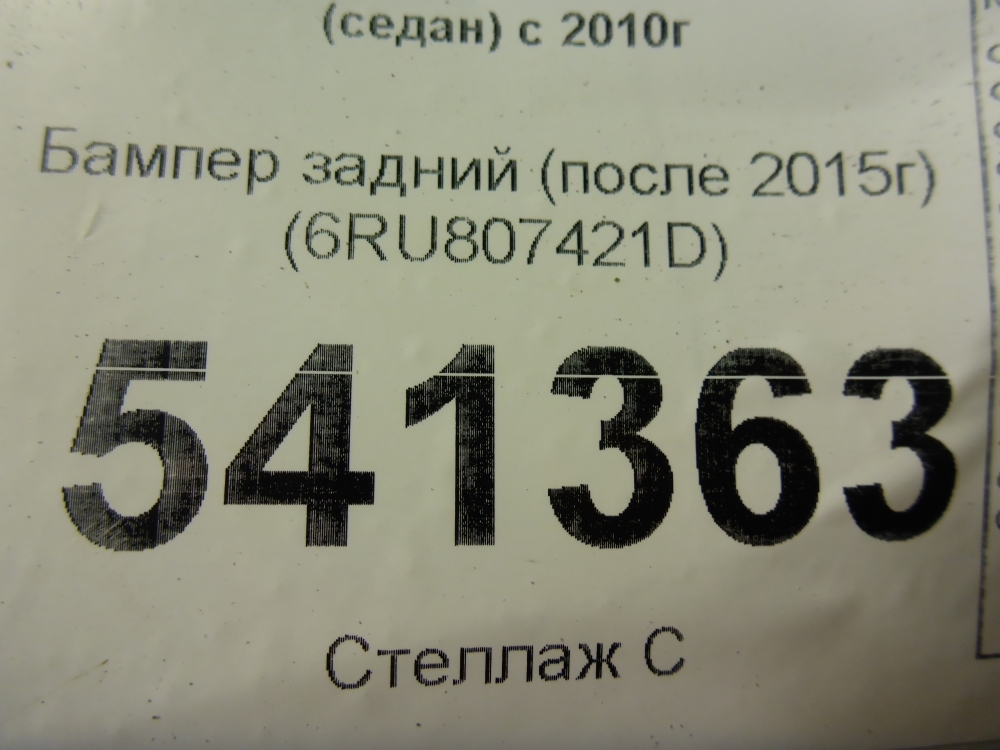 (седан) с 2010г
Бампер задний (после 2015г)
(6RU807421D)
541363
Стеллаж С